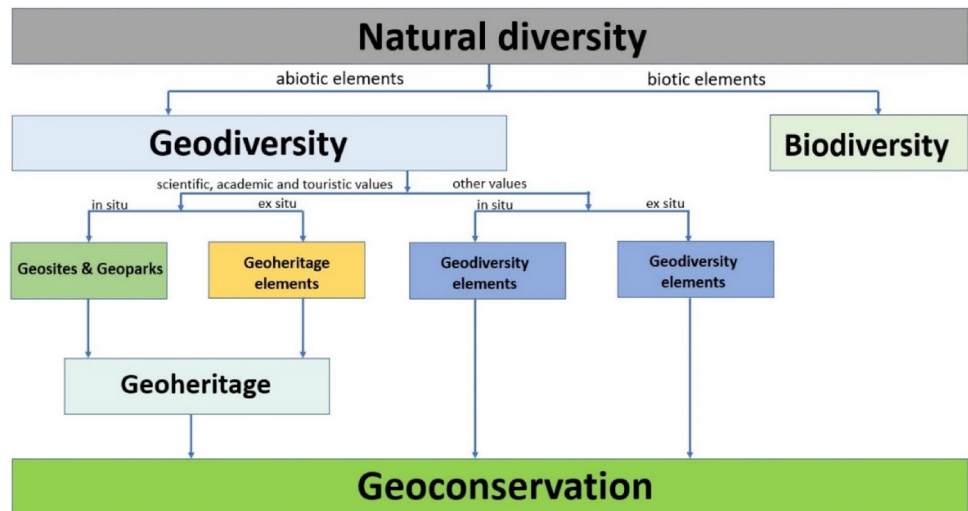 Natural diversity
abiotic elements
biotic elements
Geodiversity
Biodiversity
scientific, academic and touristic values
other values
in situ
ex situ
in situ
ex situ
Geosites & Geoparks
Geoheritage
elements
Geodiversity
elements
Geodiversity
elements
Geoheritage
Geoconservation